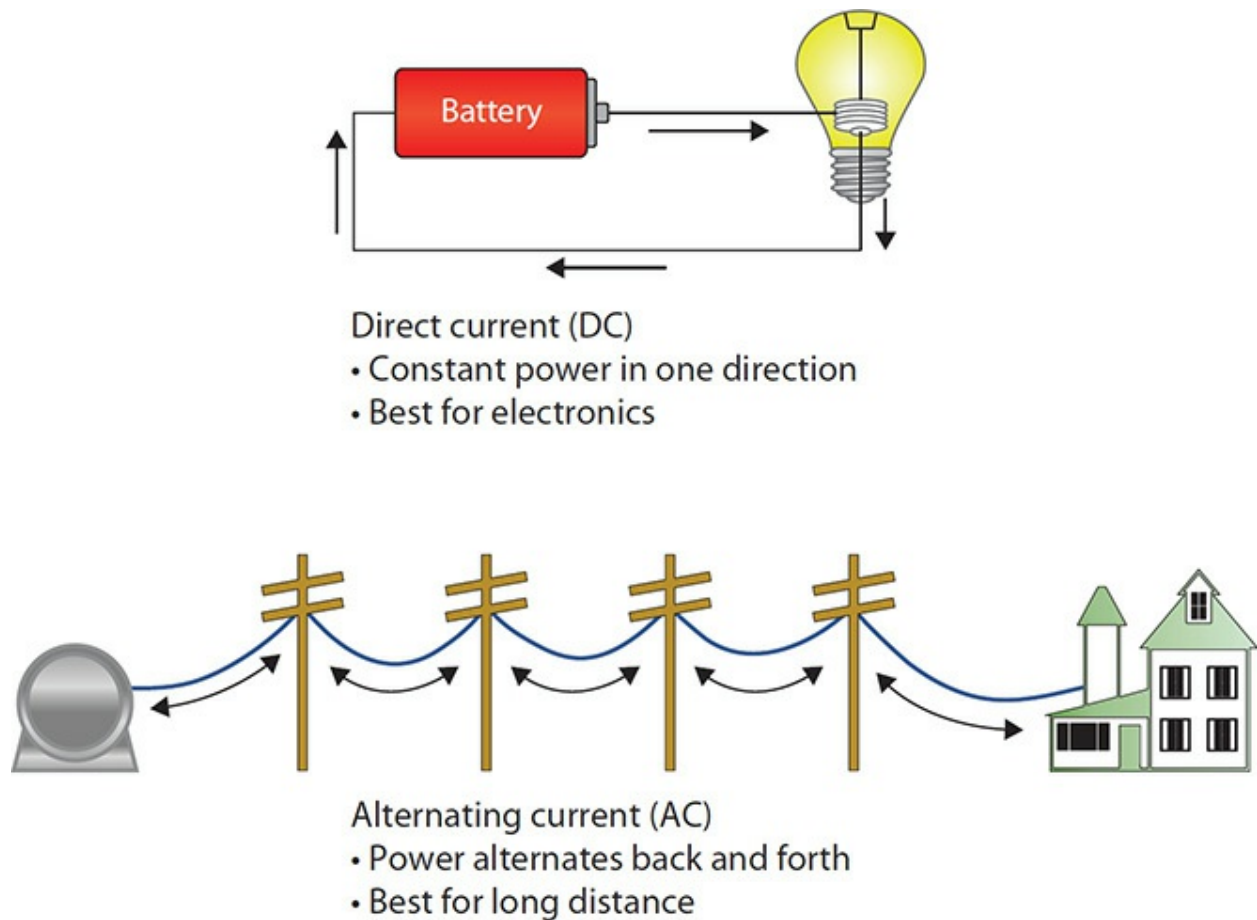 Battery
Direct current (DC)
• Constant power in one direction
• Best for electronics
Alternating current (AC)
• Power alternates back and forth
• Best for long distance